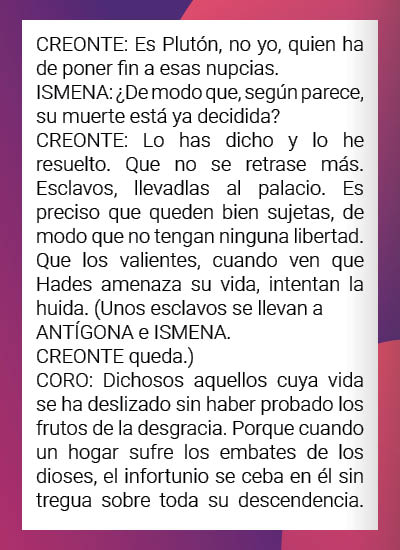 CREONTE: Es Plutón, no yo, quien ha
de poner fin a esas nupcias.
ISMENA: ¿De modo que, según parece,
su muerte está ya decidida?
CREONTE: Lo has dicho y lo he
resuelto. Que no se retrase más.
Esclavos, llevadlas al palacio. Es
preciso que queden bien sujetas, de
modo que no tengan ninguna libertad.
Que los valientes, cuando ven que
Hades amenaza su vida, intentan la
huida. (Unos esclavos se llevan a
ANTÍGONA e ISMENA.
CREONTE queda.)
CORO: Dichosos aquellos cuya vida
se ha deslizado sin haber probado los
frutos de la desgracia. Porque cuando
un hogar sufre los embates de los
dioses, el infortunio se ceba en él sin
tregua sobre toda su descendencia.